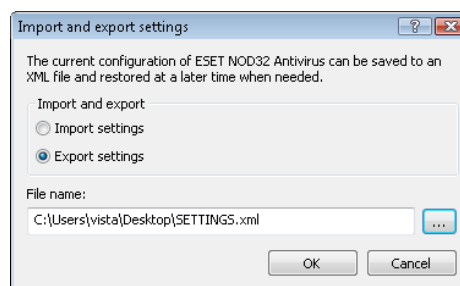 Import and export settings
The current configuration of ESET NOD32 Antivirus can be saved to an
XML file and restored at a later time when needed.
Import and export
Import settings
Export settings
File name:
C:\Users\vista\Desktop\SETTINGS.xml
...
OK Cancel